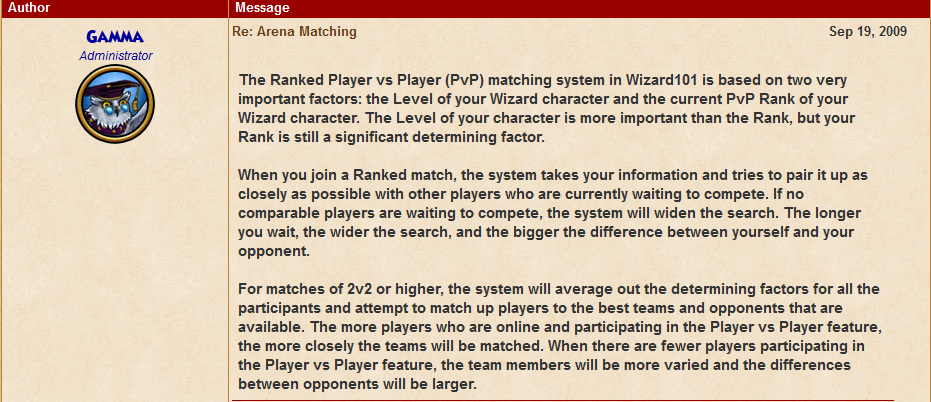 Author Message
GAMMA
Administrator
Re: Arena Matching Sep 19, 2009
The Ranked Player vs Player (PvP) matching system in Wizard101 is based on two very
important factors: the Level of your Wizard character and the current PvP Rank of your
Wizard character. The Level of your character is more important than the Rank, but your
Rank is still a significant determining factor.
When you join a Ranked match, the system takes your information and tries to pair it up as
closely as possible with other players who are currently waiting to compete. If no
comparable players are waiting to compete, the system will widen the search. The longer
you wait, the wider the search, and the bigger the difference between yourself and your
opponent.
For matches of 2v2 or higher, the system will average out the determining factors for all the
participants and attempt to match up players to the best teams and opponents that are
available. The more players who are online and participating in the Player vs Player feature,
the more closely the teams will be matched. When there are fewer players participating in
the Player vs Player feature, the team members will be more varied and the differences
between opponents will be larger.